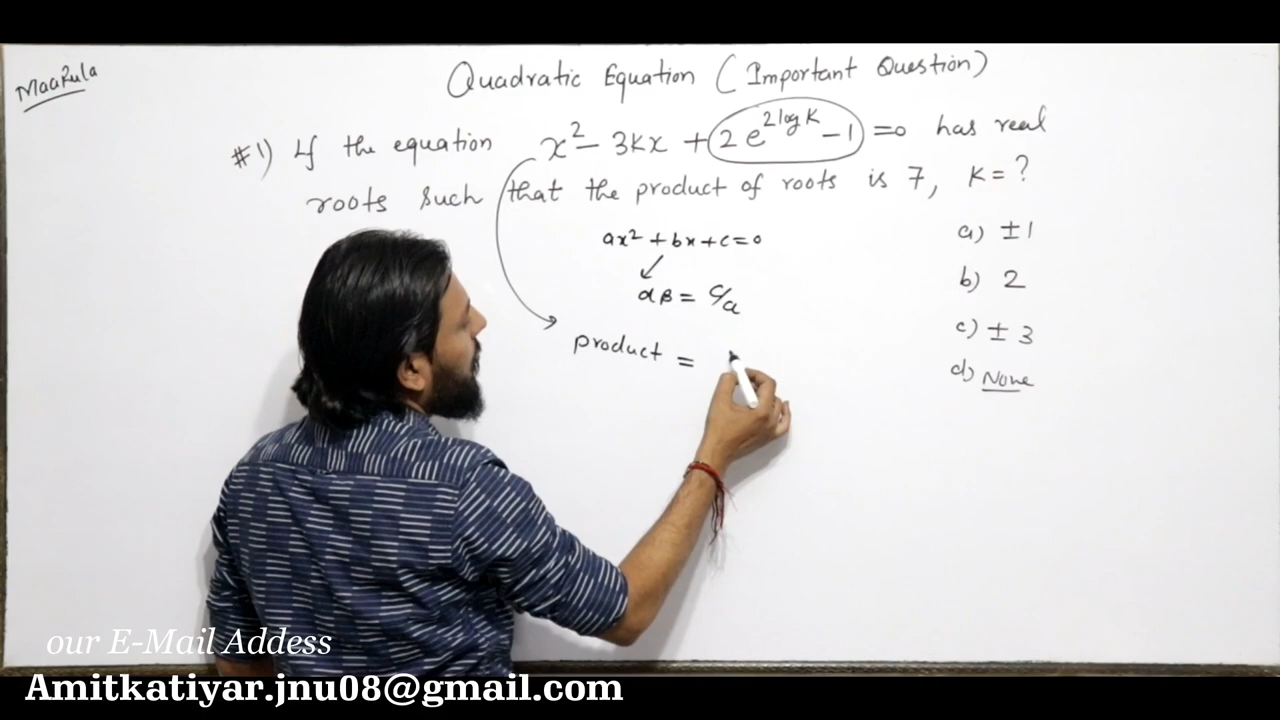 MaaRula
Quadratic Equation (Important Question)
#1) If the equation x² - 3kx + 2e^{2logk} - 1 = 0 has real
roots such that the product of roots is 7, k = ?
ax² + bx + c = 0
αβ = c/a
product =
a) ±1
b) 2
c) ± 3
d) None
our E-Mail Addess
Amitkatiyar.jnu08@gmail.com